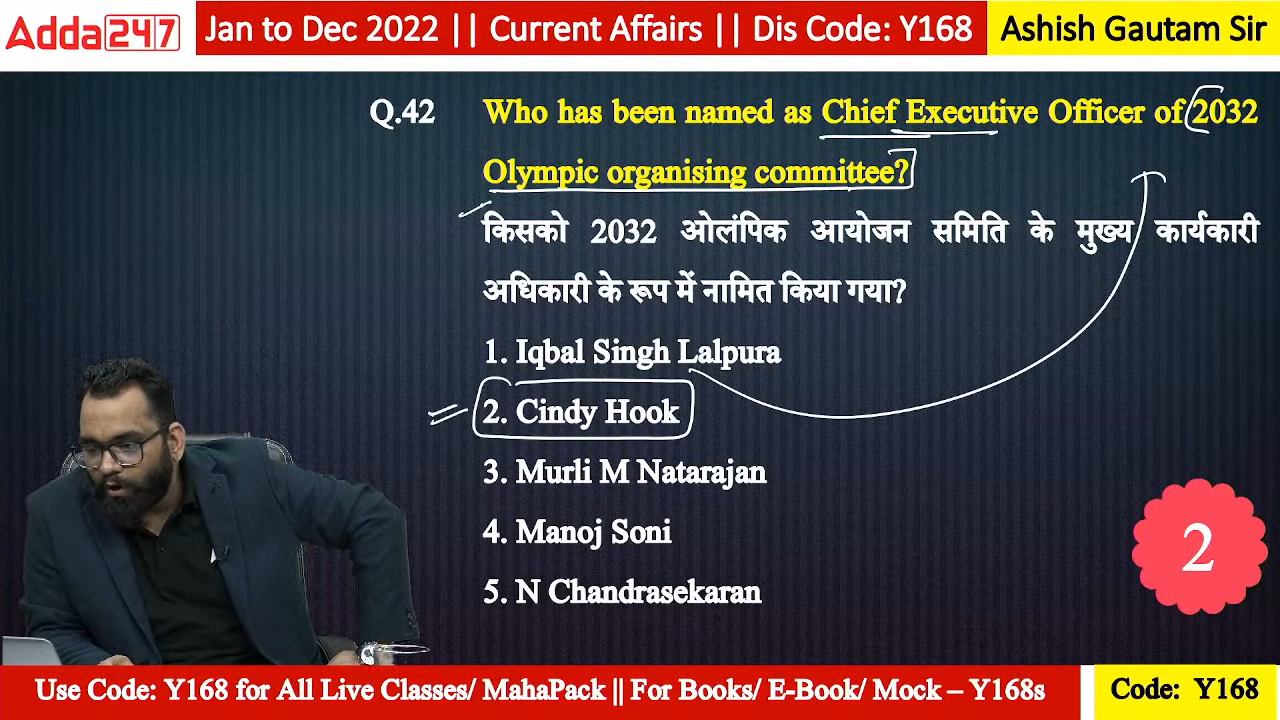 Adda247
Jan to Dec 2022 || Current Affairs || Dis Code: Y168
Ashish Gautam Sir
Q.42 Who has been named as Chief Executive Officer of 2032
Olympic organising committee?
किसको 2032 ओलंपिक आयोजन समिति के मुख्य कार्यकारी
अधिकारी के रूप में नामित किया गया?
1. Iqbal Singh Lalpura
2. Cindy Hook
3. Murli M Natarajan
4. Manoj Soni
5. N Chandrasekaran
2
Use Code: Y168 for All Live Classes/ MahaPack || For Books/ E-Book/ Mock – Y168s
Code: Y168